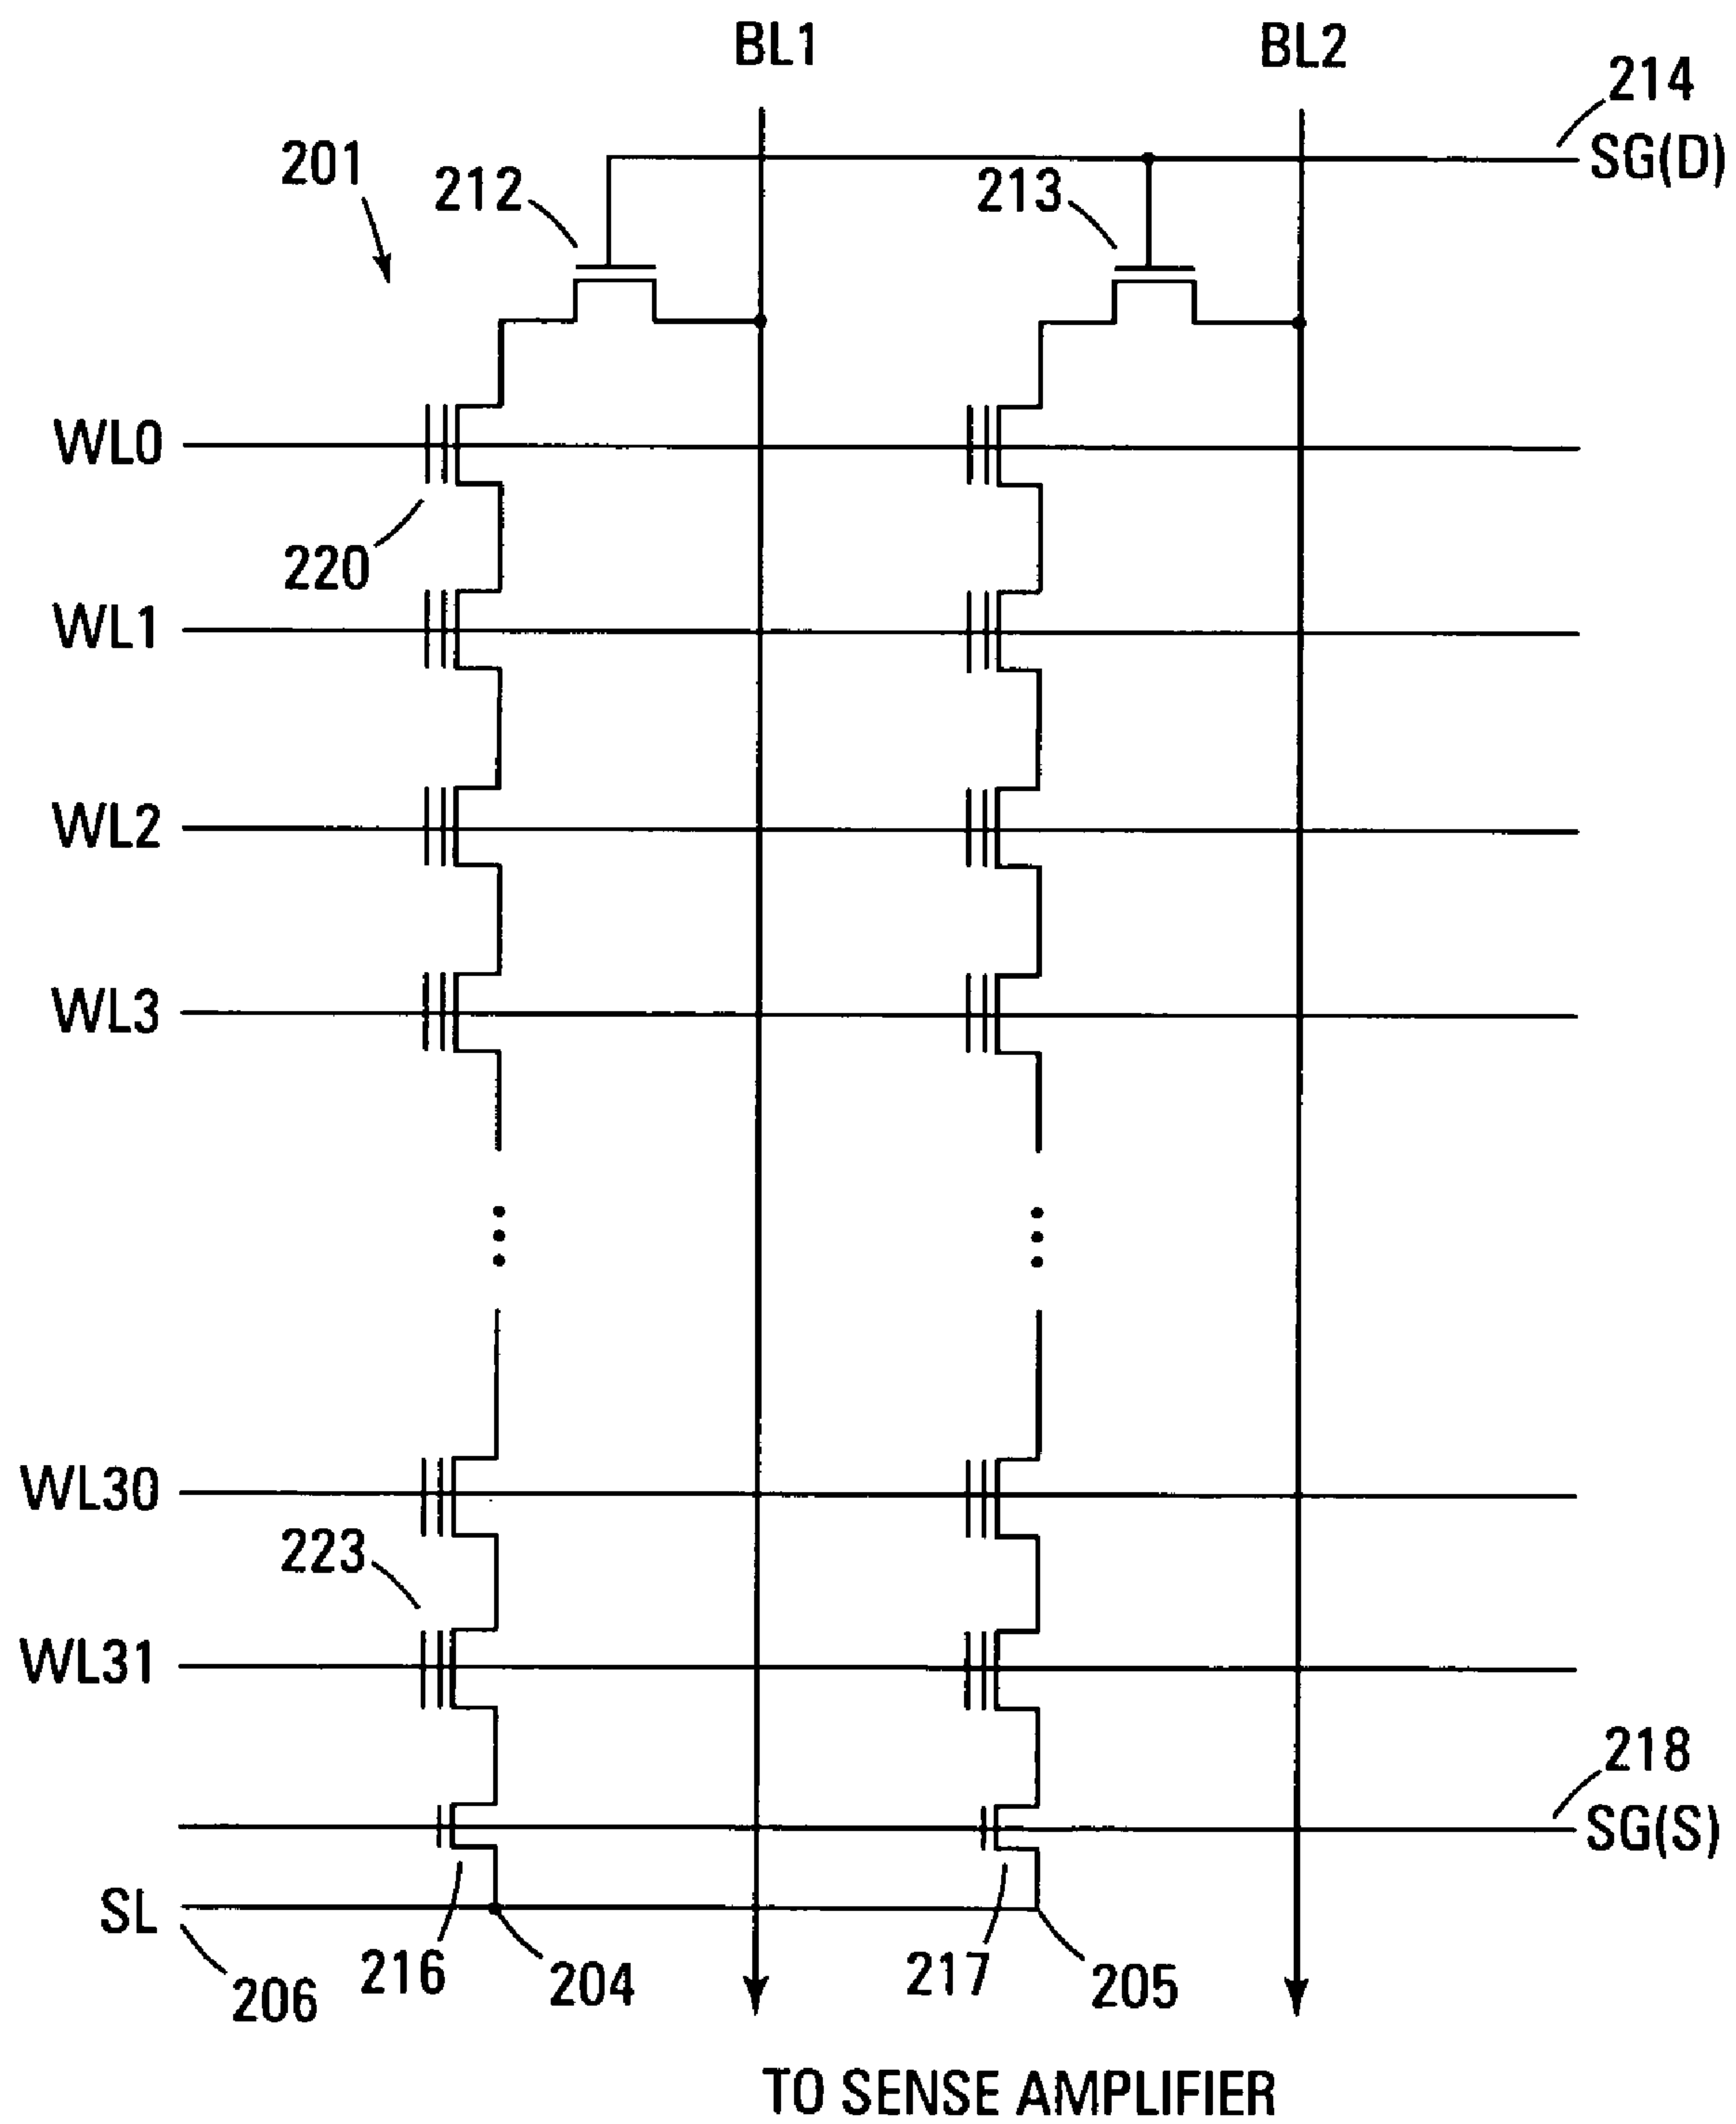 BL1
BL2
214
SG(D)
201
212
213
WL0
220
WL1
WL2
WL3
WL30
223
WL31
218
SG(S)
SL
206
216
204
217
205
TO SENSE AMPLIFIER